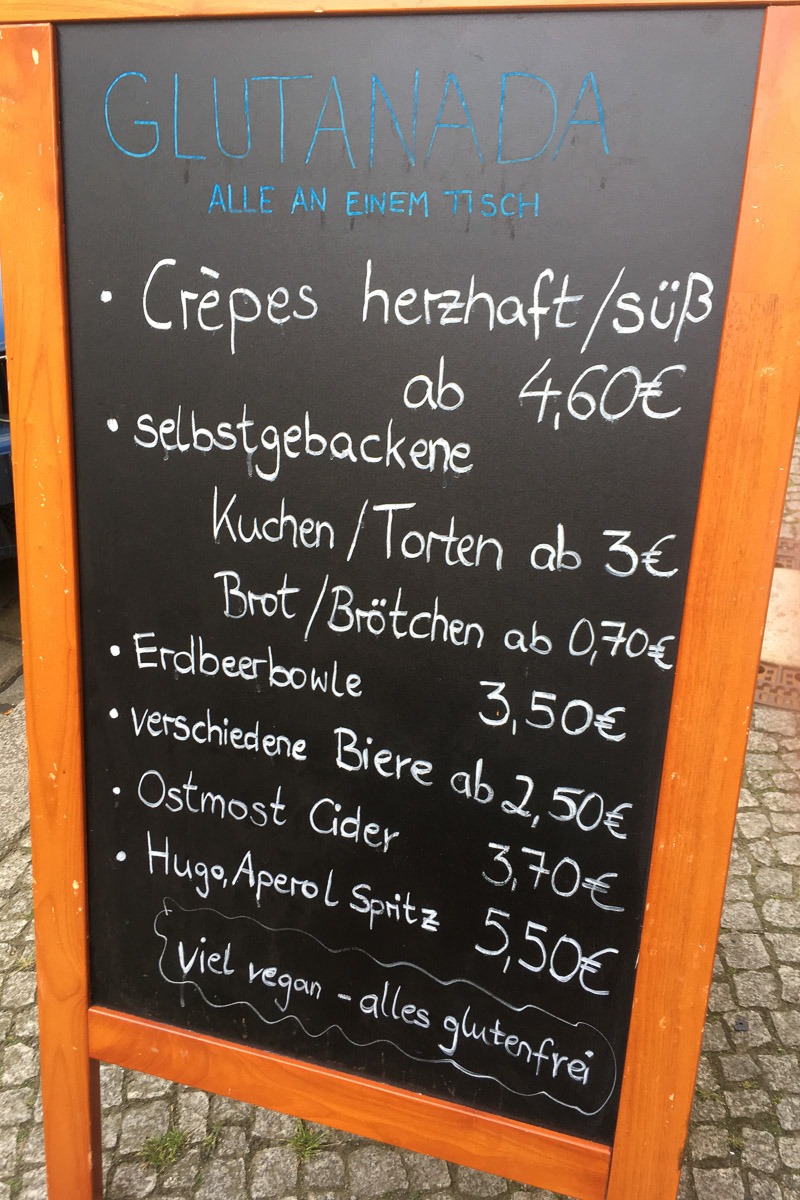 GLUTANADA
ALLE AN EINEM TISCH
• Crèpes herzhaft/süß
ab 4,60€
• selbstgebackene
Kuchen/Torten ab 3€
Brot/Brötchen ab 0,70€
• Erdbeerbowle 3,50€
• verschiedene Biere ab 2,50€
• Ostmost Cider 3,70€
• Hugo, Aperol Spritz 5,50€
viel vegan - alles glutenfrei